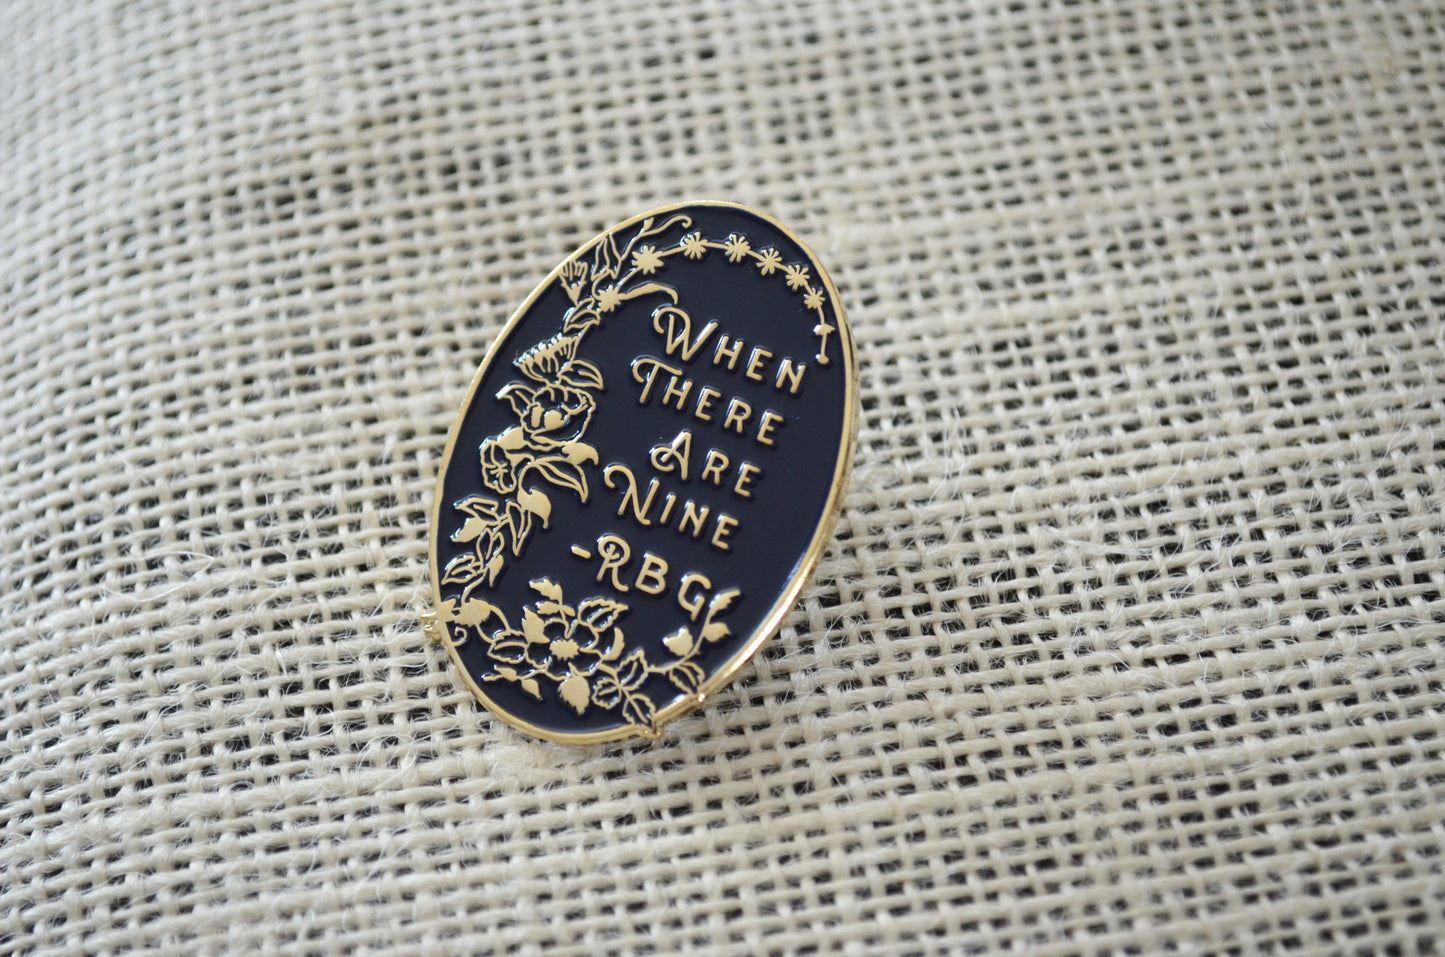 When
There
Are
Nine
-RBG